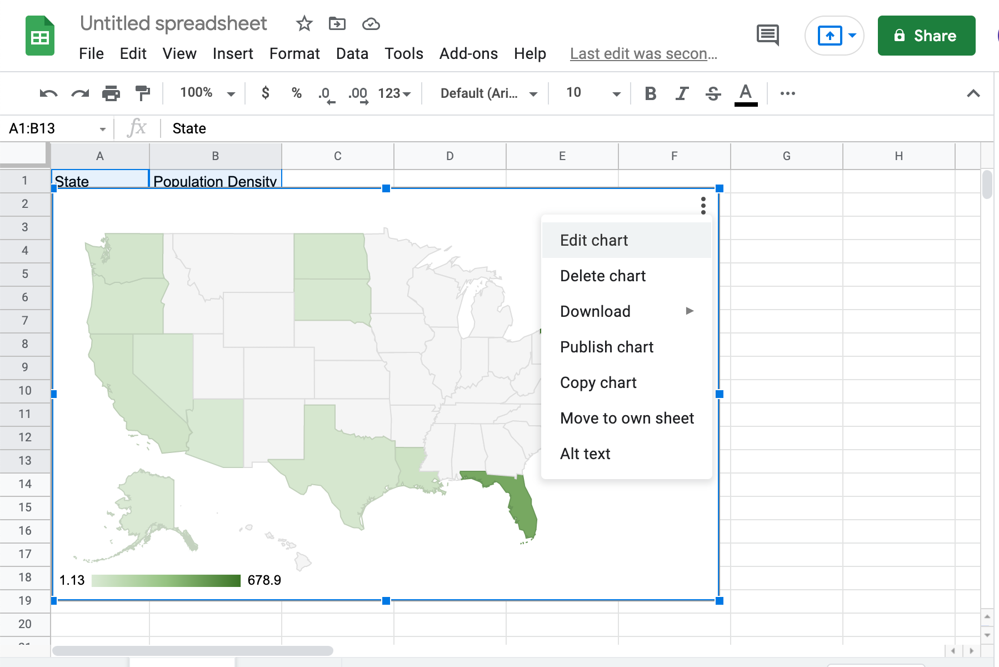 Untitled spreadsheet
File Edit View Insert Format Data Tools Add-ons Help Last edit was secon...
Share
100% $ % .0 .00 123 Default (Ari... 10 B I S A
A1:B13 fx State
A B C D E F G H
1 State Population Density
2
3
4
5
6
7
8
9
10
11
12
13
14
15
16
17
18
19
20
Edit chart
Delete chart
Download
Publish chart
Copy chart
Move to own sheet
Alt text
1.13 678.9